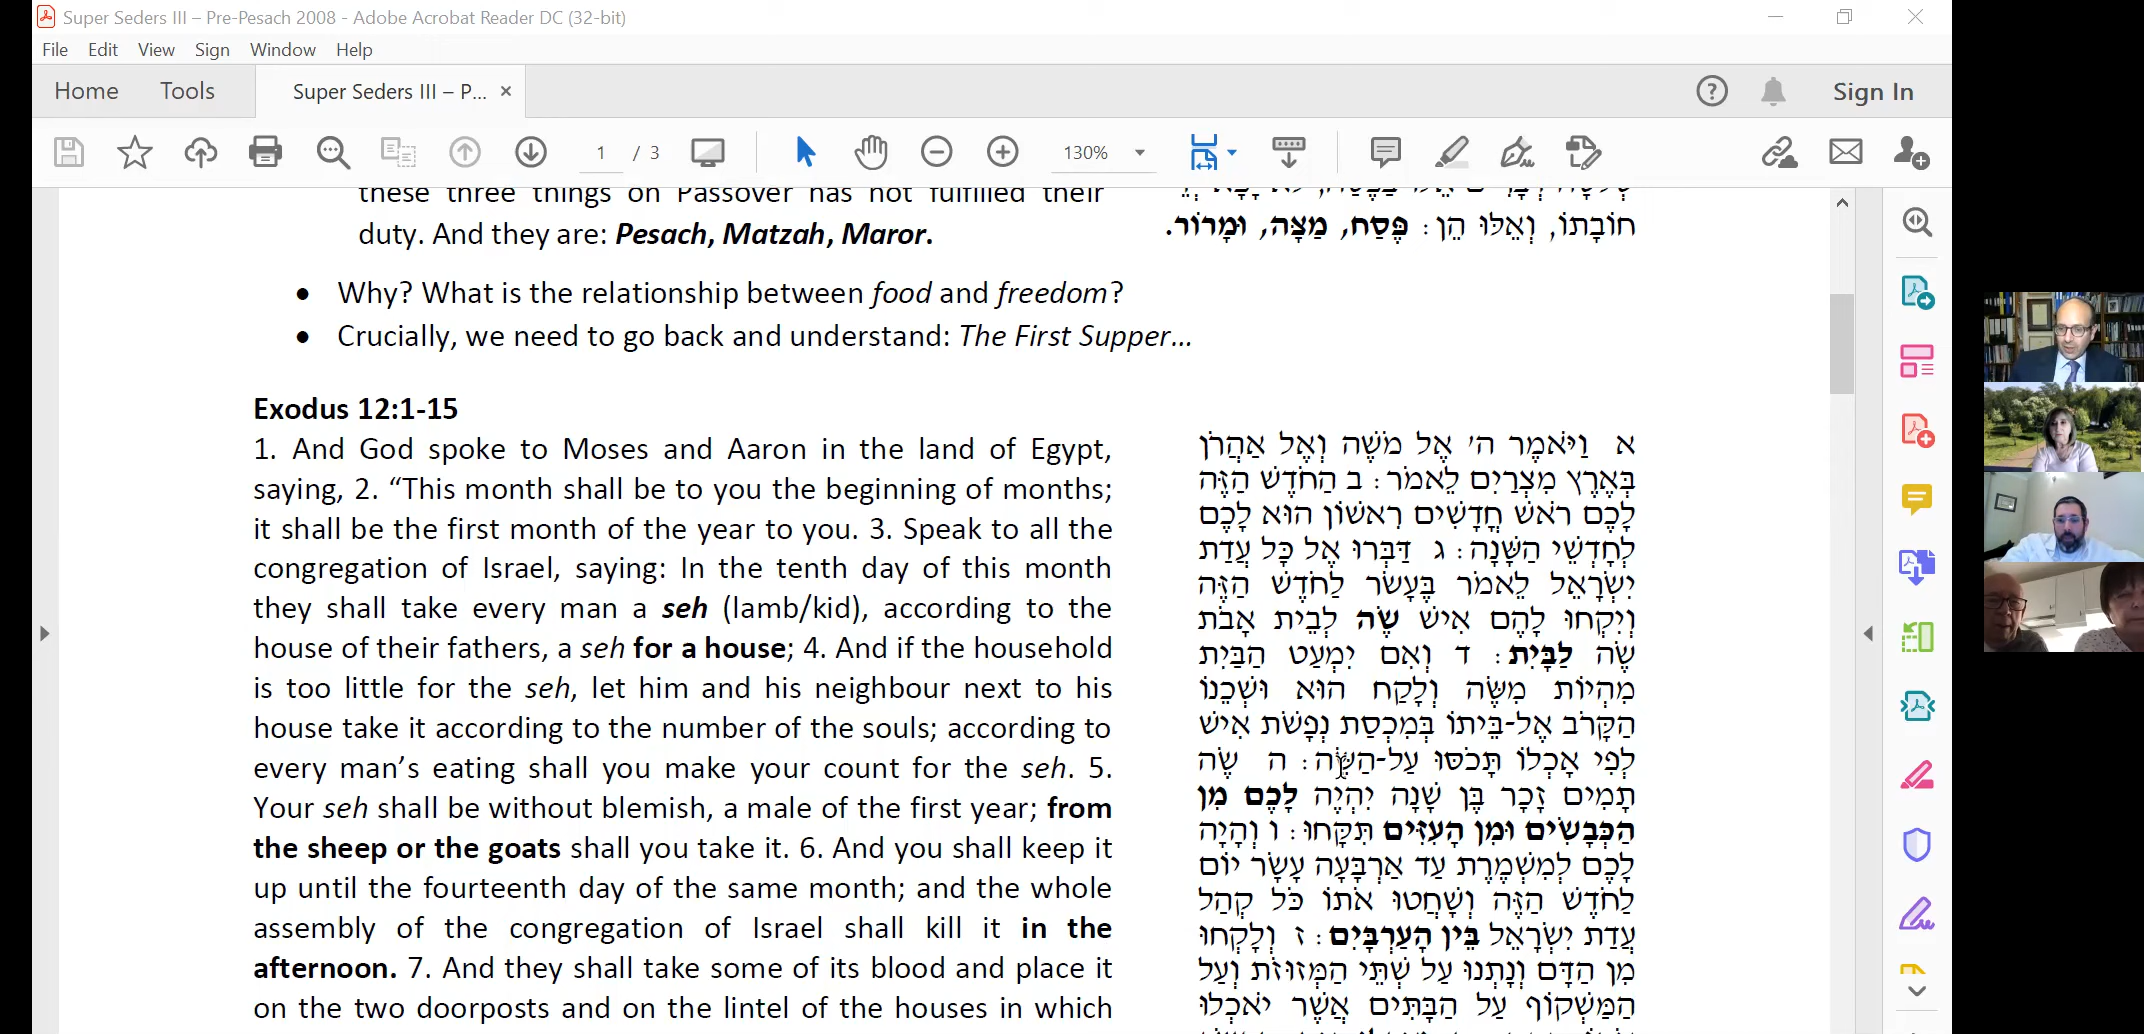 Super Seders III – Pre-Pesach 2008 - Adobe Acrobat Reader DC (32-bit)
File Edit View Sign Window Help
Home Tools Super Seders III – P... × Sign In
1 / 3 130%
these three things on Passover has not fulfilled their
duty. And they are: Pesach, Matzah, Maror.
חוֹבָתוֹ, וְאֵלּוּ הֵן: פֶּסַח, מַצָּה, וּמָרוֹר.
• Why? What is the relationship between food and freedom?
• Crucially, we need to go back and understand: The First Supper...
Exodus 12:1-15
1. And God spoke to Moses and Aaron in the land of Egypt,
saying, 2. “This month shall be to you the beginning of months;
it shall be the first month of the year to you. 3. Speak to all the
congregation of Israel, saying: In the tenth day of this month
they shall take every man a seh (lamb/kid), according to the
house of their fathers, a seh for a house; 4. And if the household
is too little for the seh, let him and his neighbour next to his
house take it according to the number of the souls; according to
every man’s eating shall you make your count for the seh. 5.
Your seh shall be without blemish, a male of the first year; from
the sheep or the goats shall you take it. 6. And you shall keep it
up until the fourteenth day of the same month; and the whole
assembly of the congregation of Israel shall kill it in the
afternoon. 7. And they shall take some of its blood and place it
on the two doorposts and on the lintel of the houses in which
א וַיֹּאמֶר ה' אֶל מֹשֶׁה וְאֶל אַהֲרֹן
בְּאֶרֶץ מִצְרַיִם לֵאמֹר: ב הַחֹדֶשׁ הַזֶּה
לָכֶם רֹאשׁ חֳדָשִׁים רִאשׁוֹן הוּא לָכֶם
לְחָדְשֵׁי הַשָּׁנָה: ג דַּבְּרוּ אֶל כָּל עֲדַת
יִשְׂרָאֵל לֵאמֹר בֶּעָשֹׂר לַחֹדֶשׁ הַזֶּה
וְיִקְחוּ לָהֶם אִישׁ שֶׂה לְבֵית אָבֹת
שֶׂה לַבָּיִת: ד וְאִם יִמְעַט הַבַּיִת
מִהְיוֹת מִשֶּׂה וְלָקַח הוּא וּשְׁכֵנוֹ
הַקָּרֹב אֶל-בֵּיתוֹ בְּמִכְסַת נְפָשֹׁת אִישׁ
לְפִי אָכְלוֹ תָּכֹסּוּ עַל-הַשֶּׂה: ה שֶׂה
תָמִים זָכָר בֶּן שָׁנָה יִהְיֶה לָכֶם מִן
הַכְּבָשִׂים וּמִן הָעִזִּים תִּקָּחוּ: ו וְהָיָה
לָכֶם לְמִשְׁמֶרֶת עַד אַרְבָּעָה עָשָׂר יוֹם
לַחֹדֶשׁ הַזֶּה וְשָׁחֲטוּ אֹתוֹ כֹּל קְהַל
עֲדַת יִשְׂרָאֵל בֵּין הָעַרְבָּיִם: ז וְלָקְחוּ
מִן הַדָּם וְנָתְנוּ עַל שְׁתֵּי הַמְּזוּזֹת וְעַל
הַמַּשְׁקוֹף עַל הַבָּתִּים אֲשֶׁר יֹאכְלוּ